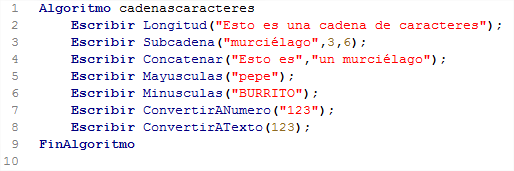 1 Algoritmo cadenascaracteres
2 Escribir Longitud("Esto es una cadena de caracteres");
3 Escribir Subcadena("murciélago",3,6);
4 Escribir Concatenar("Esto es","un murciélago");
5 Escribir Mayusculas("pepe");
6 Escribir Minusculas("BURRITO");
7 Escribir ConvertirANumero("123");
8 Escribir ConvertirATexto(123);
9 FinAlgoritmo
10